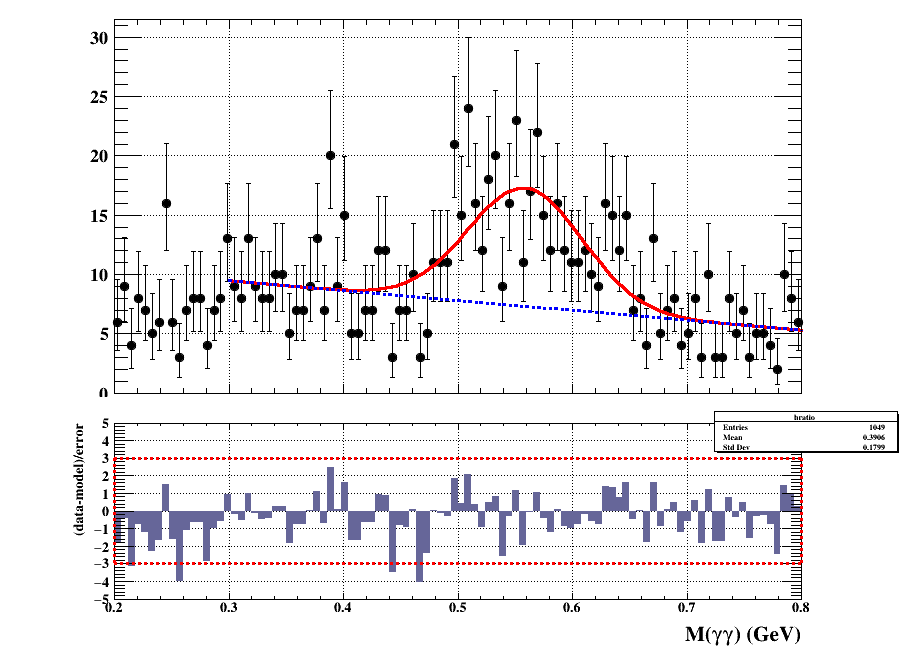 30
25
20
15
10
5
0
hratio
Entries 1049
Mean 0.3906
Std Dev 0.1799
(data-model)/error
5
4
3
2
1
0
−1
−2
−3
−4
−5
0.2 0.3 0.4 0.5 0.6 0.7 0.8
M(γγ) (GeV)